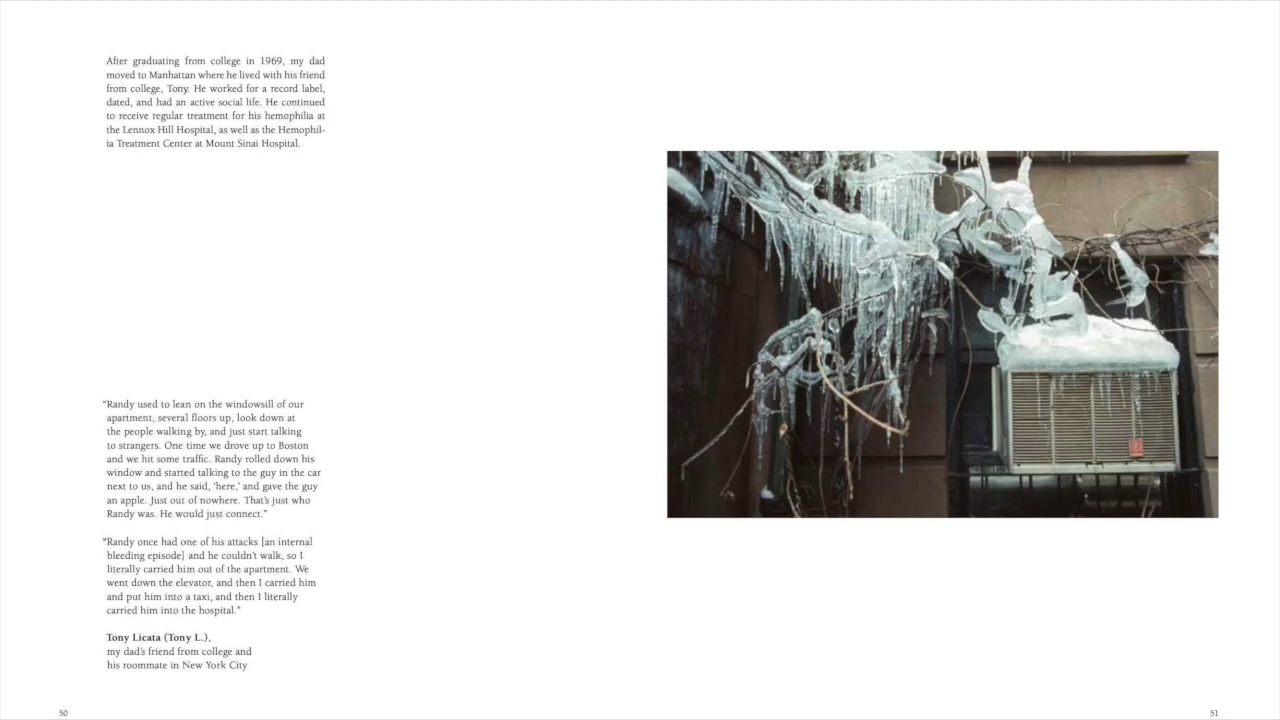 After graduating from college in 1969, my dad
moved to Manhattan where he lived with his friend
from college, Tony. He worked for a record label,
dated, and had an active social life. He continued
to receive regular treatment for his hemophilia at
the Lennox Hill Hospital, as well as the Hemophil-
ia Treatment Center at Mount Sinai Hospital.
“Randy used to lean on the windowsill of our
apartment, several floors up, look down at
the people walking by, and just start talking
to strangers. One time we drove up to Boston
and we hit some traffic. Randy rolled down his
window and started talking to the guy in the car
next to us, and he said, ‘here,’ and gave the guy
an apple. Just out of nowhere. That’s just who
Randy was. He would just connect.”
“Randy once had one of his attacks [an internal
bleeding episode] and he couldn’t walk, so I
literally carried him out of the apartment. We
went down the elevator, and then I carried him
and put him into a taxi, and then I literally
carried him into the hospital.”
Tony Licata (Tony L.),
my dad’s friend from college and
his roommate in New York City
50
51